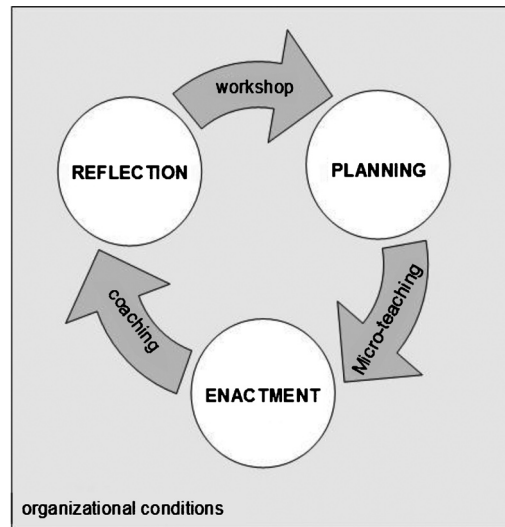 workshop
REFLECTION
PLANNING
coaching
Micro-teaching
ENACTMENT
organizational conditions